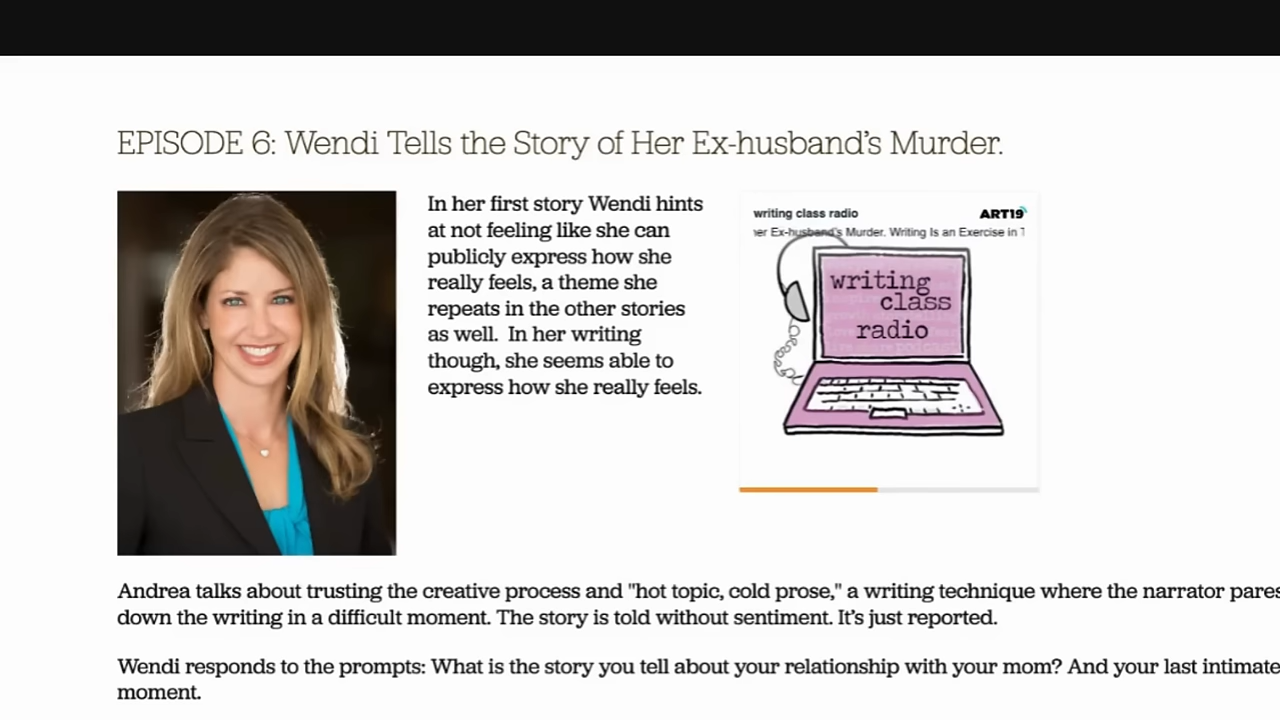 EPISODE 6: Wendi Tells the Story of Her Ex-husband's Murder.
In her first story Wendi hints
at not feeling like she can
publicly express how she
really feels, a theme she
repeats in the other stories
as well. In her writing
though, she seems able to
express how she really feels.
writing class radio
ART19
her Ex-husband's Murder. Writing Is an Exercise in T
writing
class
radio
Andrea talks about trusting the creative process and "hot topic, cold prose," a writing technique where the narrator pares
down the writing in a difficult moment. The story is told without sentiment. It's just reported.
Wendi responds to the prompts: What is the story you tell about your relationship with your mom? And your last intimate
moment.